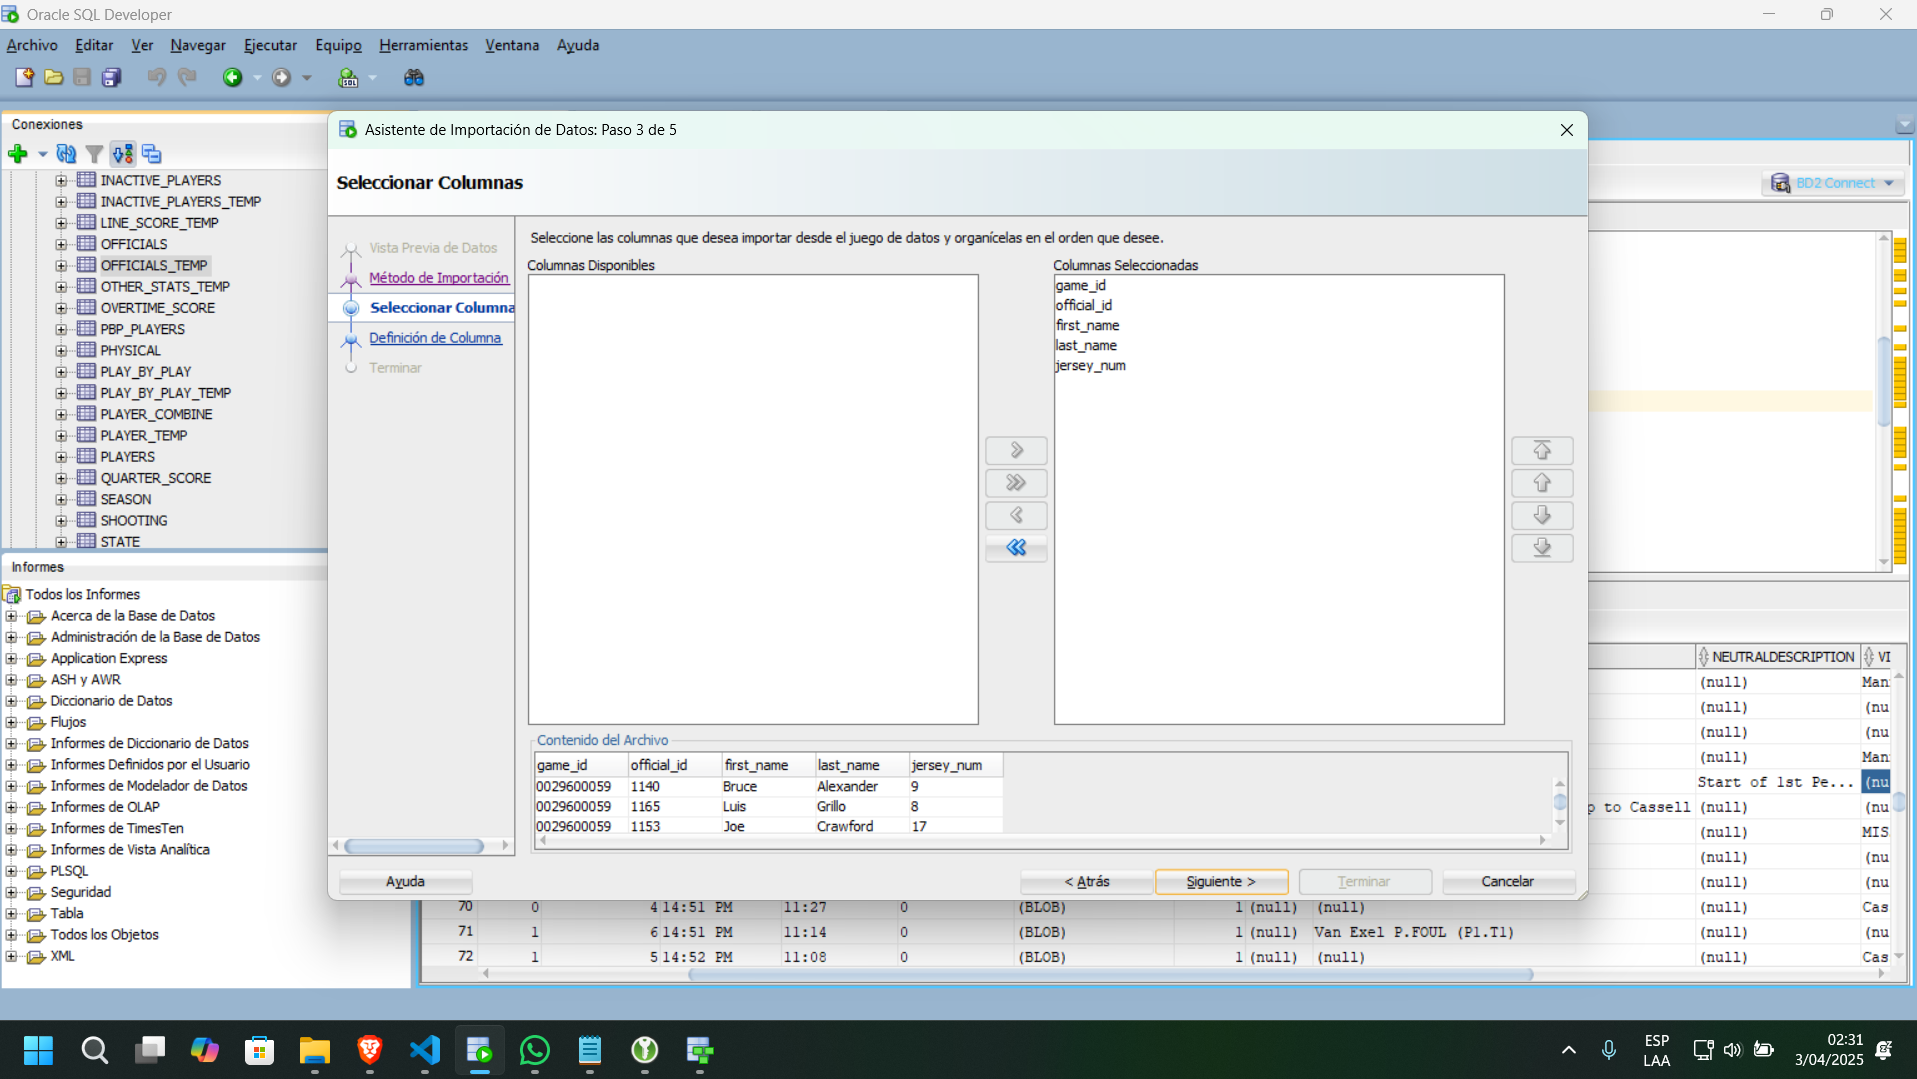 Oracle SQL Developer
Archivo Editar Ver Navegar Ejecutar Equipo Herramientas Ventana Ayuda
Conexiones
INACTIVE_PLAYERS
INACTIVE_PLAYERS_TEMP
LINE_SCORE_TEMP
OFFICIALS
OFFICIALS_TEMP
OTHER_STATS_TEMP
OVERTIME_SCORE
PBP_PLAYERS
PHYSICAL
PLAY_BY_PLAY
PLAY_BY_PLAY_TEMP
PLAYER_COMBINE
PLAYER_TEMP
PLAYERS
QUARTER_SCORE
SEASON
SHOOTING
STATE
Informes
Todos los Informes
Acerca de la Base de Datos
Administración de la Base de Datos
Application Express
ASH y AWR
Diccionario de Datos
Flujos
Informes de Diccionario de Datos
Informes Definidos por el Usuario
Informes de Modelador de Datos
Informes de OLAP
Informes de TimesTen
Informes de Vista Analítica
PLSQL
Seguridad
Tabla
Todos los Objetos
XML
Asistente de Importación de Datos: Paso 3 de 5
Seleccionar Columnas
Vista Previa de Datos
Método de Importación
Seleccionar Columna
Definición de Columna
Terminar
Seleccione las columnas que desea importar desde el juego de datos y organícelas en el orden que desee.
Columnas Disponibles
Columnas Seleccionadas
game_id
official_id
first_name
last_name
jersey_num
Contenido del Archivo
game_id official_id first_name last_name jersey_num
0029600059 1140 Bruce Alexander 9
0029600059 1165 Luis Grillo 8
0029600059 1153 Joe Crawford 17
Ayuda < Atrás Siguiente > Terminar Cancelar
BD2 Connect
NEUTRALDESCRIPTION VI
(null) Man
(null) (nu
(null) (nu
(null) Man
Start of 1st Pe... (nu
p to Cassell (null) (nu
(null) MIS
(null) (nu
(null) (nu
70 0 4 14:51 PM 11:27 0 (BLOB) 1 (null) (null) (null) Cas
71 1 6 14:51 PM 11:14 0 (BLOB) 1 (null) Van Exel P.FOUL (P1.T1) (null) (nu
72 1 5 14:52 PM 11:08 0 (BLOB) 1 (null) (null) (null) Cas
SQL
ESP
LAA
02:31
3/04/2025